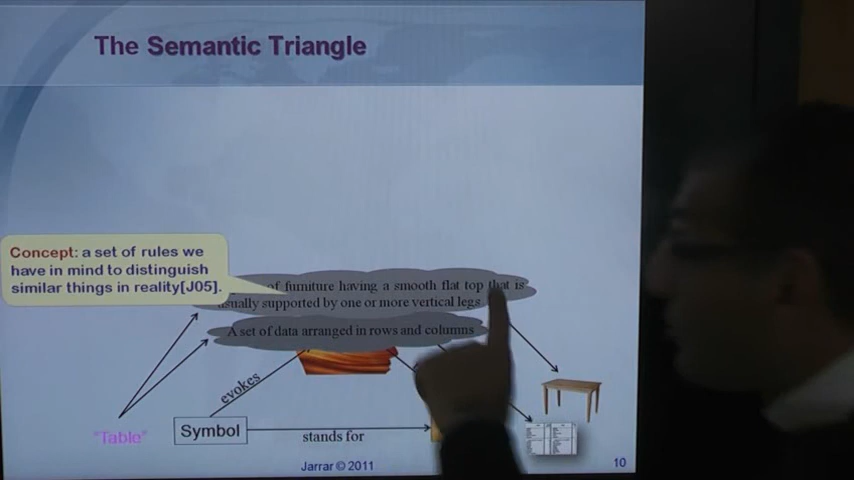 The Semantic Triangle
Concept: a set of rules we
have in mind to distinguish
similar things in reality[J05].
of furniture having a smooth flat top that is
usually supported by one or more vertical legs
A set of data arranged in rows and columns
evokes
"Table"
Symbol
stands for
Jarrar © 2011
10